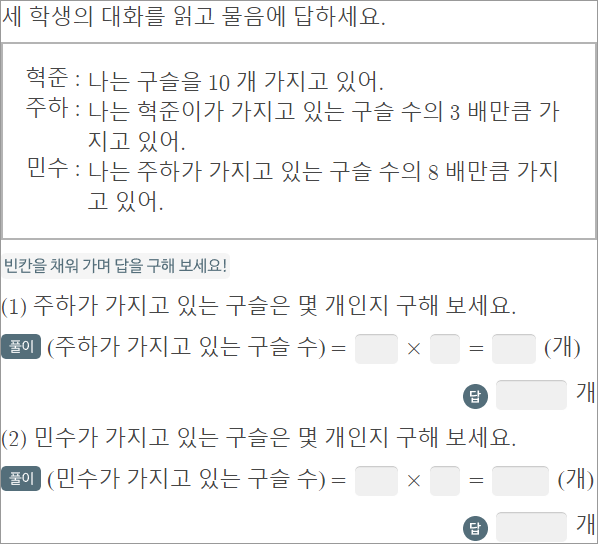 세 학생의 대화를 읽고 물음에 답하세요.
혁준 : 나는 구슬을 10 개 가지고 있어.
주하 : 나는 혁준이가 가지고 있는 구슬 수의 3 배만큼 가
지고 있어.
민수 : 나는 주하가 가지고 있는 구슬 수의 8 배만큼 가지
고 있어.
빈칸을 채워 가며 답을 구해 보세요!
(1) 주하가 가지고 있는 구슬은 몇 개인지 구해 보세요.
풀이 (주하가 가지고 있는 구슬 수) = × = (개)
답 개
(2) 민수가 가지고 있는 구슬은 몇 개인지 구해 보세요.
풀이 (민수가 가지고 있는 구슬 수) = × = (개)
답 개